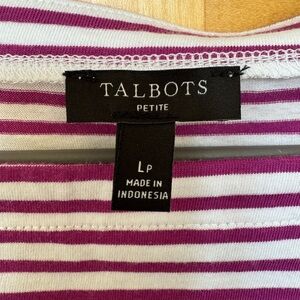 TALBOTS
PETITE
LP
MADE IN
INDONESIA